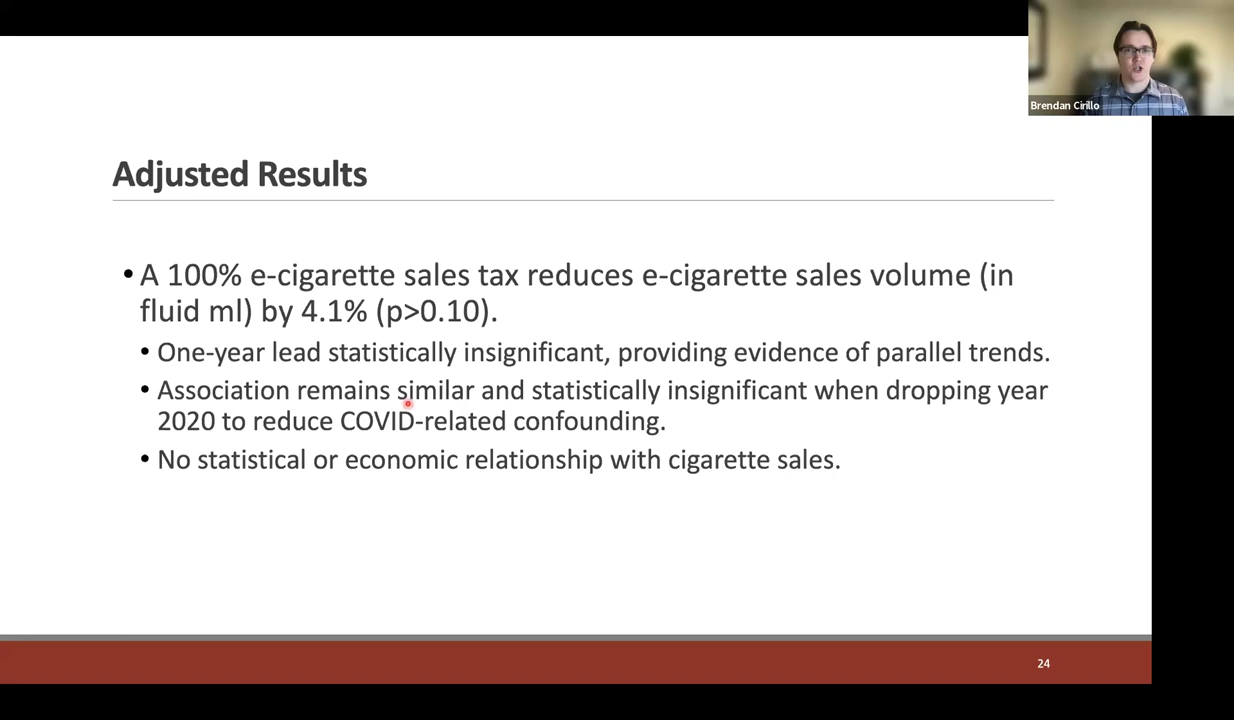 Brendan Cirillo
Adjusted Results
• A 100% e-cigarette sales tax reduces e-cigarette sales volume (in
fluid ml) by 4.1% (p>0.10).
• One-year lead statistically insignificant, providing evidence of parallel trends.
• Association remains similar and statistically insignificant when dropping year
2020 to reduce COVID-related confounding.
• No statistical or economic relationship with cigarette sales.
24